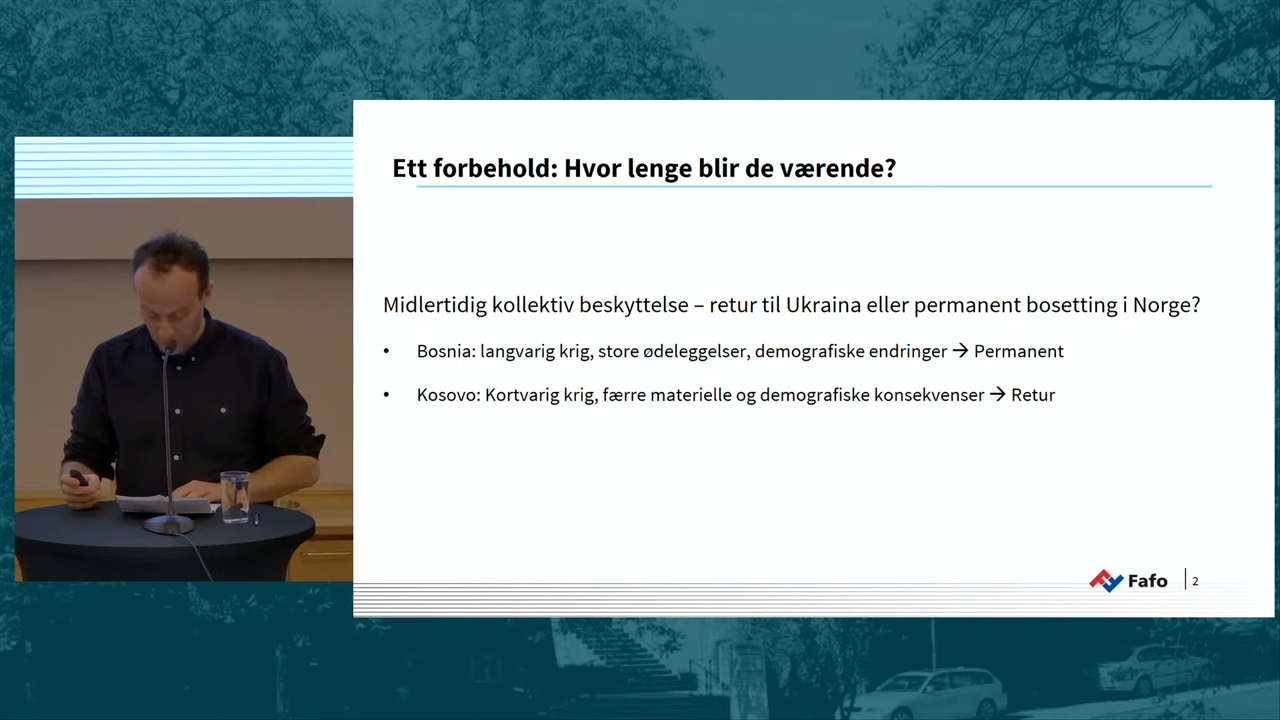 Ett forbehold: Hvor lenge blir de værende?
Midlertidig kollektiv beskyttelse – retur til Ukraina eller permanent bosetting i Norge?
• Bosnia: langvarig krig, store ødeleggelser, demografiske endringer → Permanent
• Kosovo: Kortvarig krig, færre materielle og demografiske konsekvenser → Retur
Fafo
2